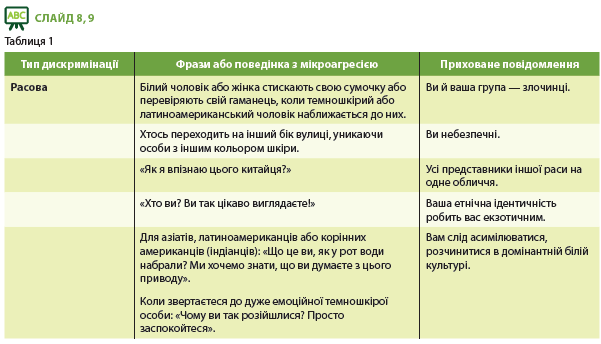 ABC
СЛАЙД 8, 9
Таблиця 1
Тип дискримінації
Фрази або поведінка з мікроагресією
Приховане повідомлення
Расова
Білий чоловік або жінка стискають свою сумочку або
перевіряють свій гаманець, коли темношкірий або
латиноамериканський чоловік наближається до них.
Ви й ваша група — злочинці.
Хтось переходить на інший бік вулиці, уникаючи
особи з іншим кольором шкіри.
Ви небезпечні.
«Як я впізнаю цього китайця?»
Усі представники іншої раси на
одне обличчя.
«Хто ви? Ви так цікаво виглядаєте!»
Ваша етнічна ідентичність
робить вас екзотичним.
Для азіатів, латиноамериканців або корінних
американців (індіанців): «Що це ви, як у рот води
набрали? Ми хочемо знати, що ви думаєте з цього
приводу».
Коли звертаєтеся до дуже емоційної темношкірої
особи: «Чому ви так розійшлися? Просто
заспокойтеся».
Вам слід асимілюватися,
розчинитися в домінантній білій
культурі.